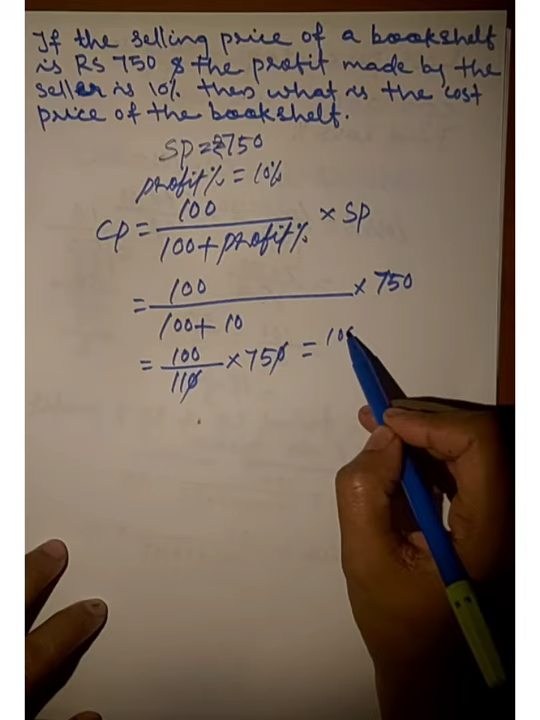 If the selling price of a bookshelf
is RS 750 & the profit made by the
seller is 10%. then what is the cost
price of the bookshelf.
SP = ₹750
profit% = 10%
CP = 100 / 100 + profit% × SP
= 100 / 100 + 10 × 750
= 100 / 110 × 750 = 100